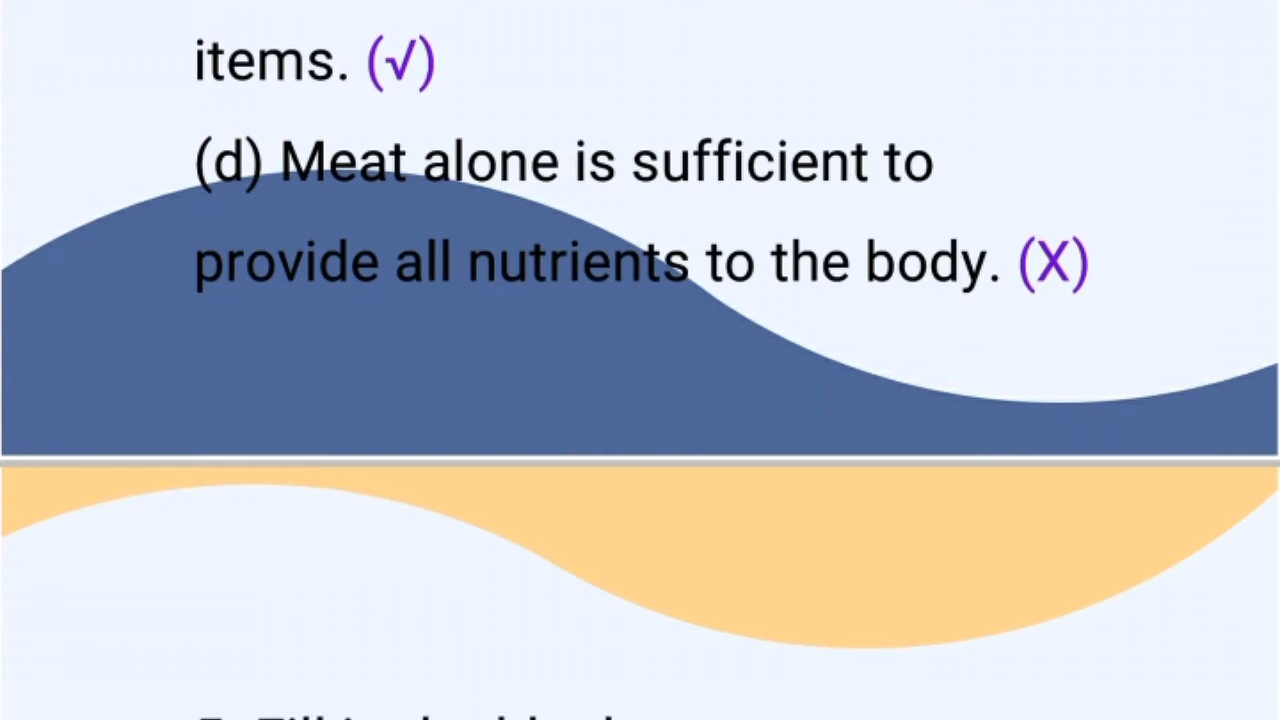 items. (√)
(d) Meat alone is sufficient to
provide all nutrients to the body. (X)